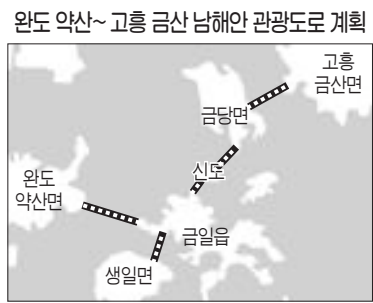 완도 약산~ 고흥 금산 남해안 관광도로 계획
고흥
금산면
금당면
신도
완도
약산면
금일읍
생일면